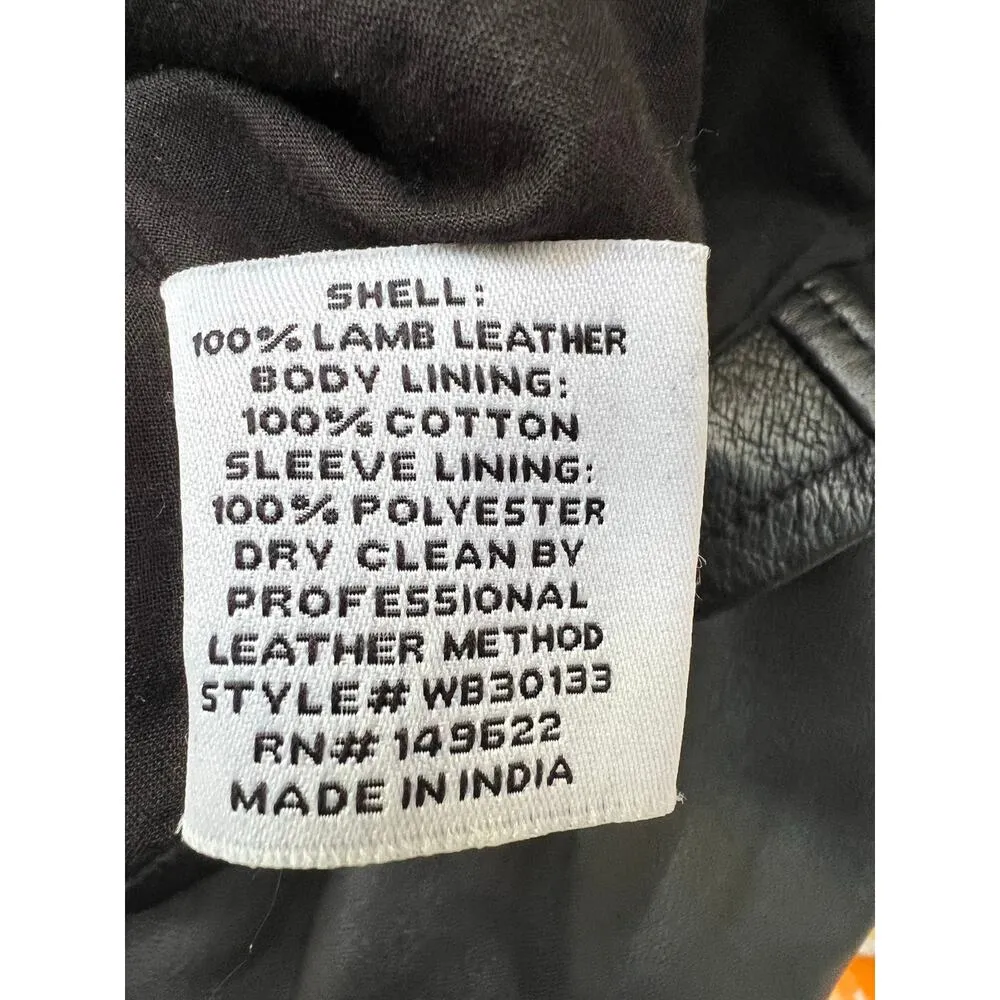 SHELL:
100% LAMB LEATHER
BODY LINING:
100% COTTON
SLEEVE LINING:
100% POLYESTER
DRY CLEAN BY
PROFESSIONAL
LEATHER METHOD
STYLE# WB30133
RN# 149622
MADE IN INDIA